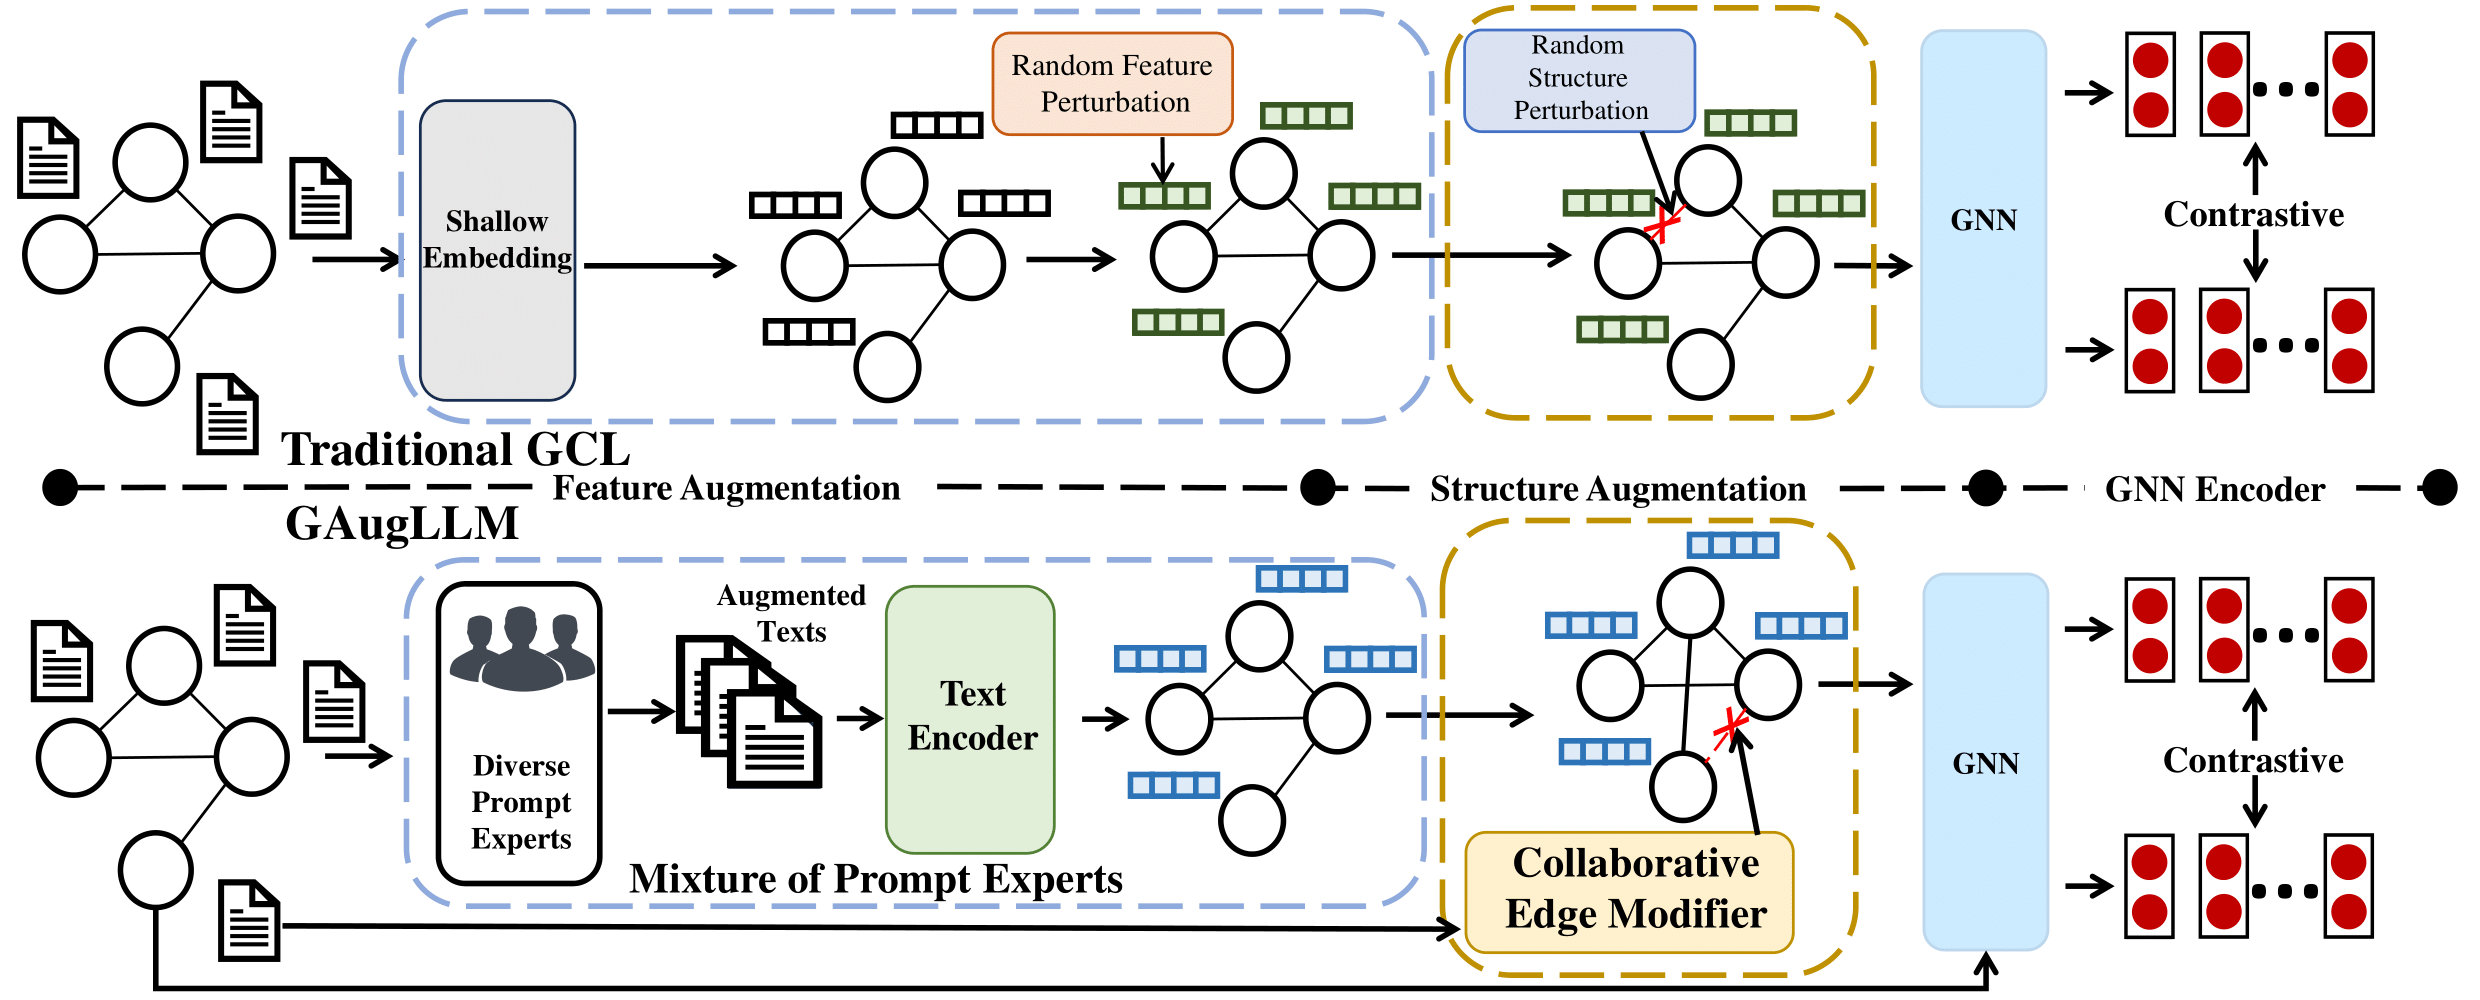 Random Feature
Perturbation
Random
Structure
Perturbation
Shallow
Embedding
GNN
Contrastive
Traditional GCL
Feature Augmentation
Structure Augmentation
GNN Encoder
GAugLLM
Augmented
Texts
Text
Encoder
Diverse
Prompt
Experts
Mixture of Prompt Experts
Collaborative
Edge Modifier
GNN
Contrastive